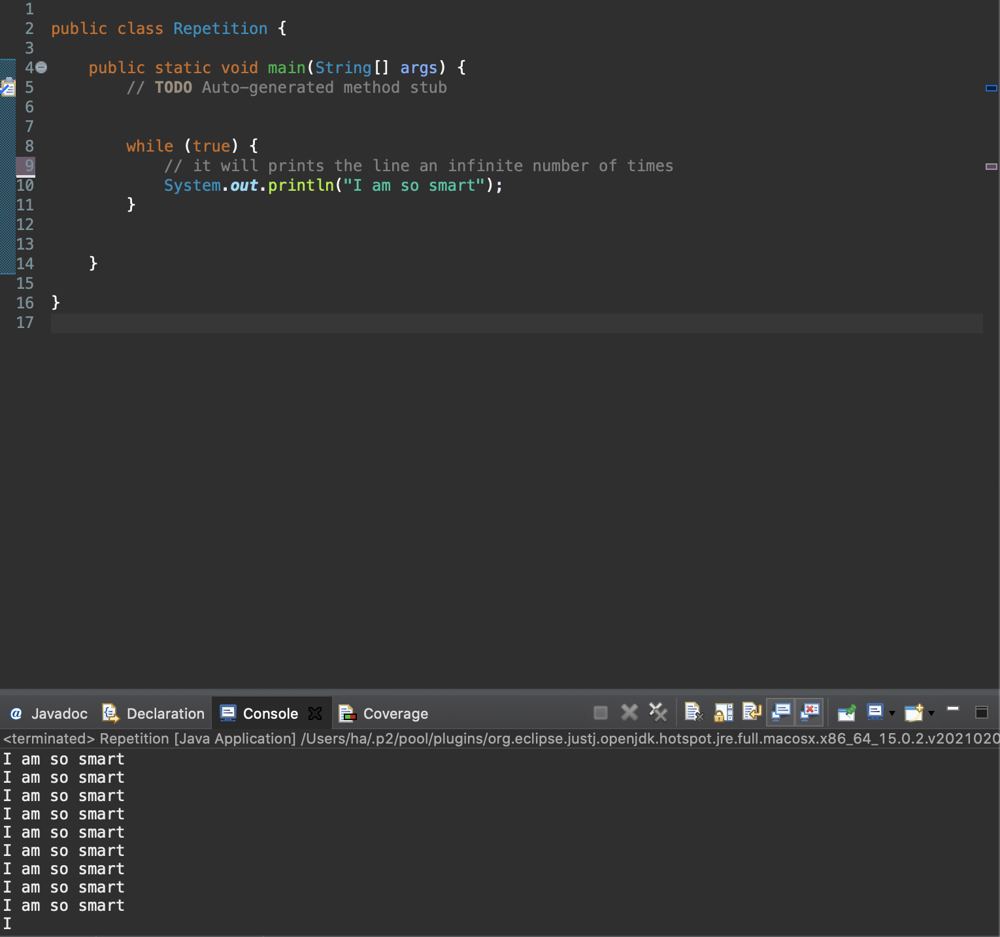 1
2 public class Repetition {
3
4 public static void main(String[] args) {
5 // TODO Auto-generated method stub
6
7
8 while (true) {
9 // it will prints the line an infinite number of times
10 System.out.println("I am so smart");
11 }
12
13
14 }
15
16 }
17
@ Javadoc Declaration Console Coverage
<terminated> Repetition [Java Application] /Users/ha/.p2/pool/plugins/org.eclipse.justj.openjdk.hotspot.jre.full.macosx.x86_64_15.0.2.v2021020
I am so smart
I am so smart
I am so smart
I am so smart
I am so smart
I am so smart
I am so smart
I am so smart
I am so smart
I